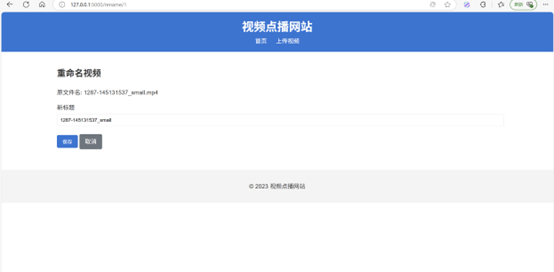 127.0.0.1:5000/rename/1
视频点播网站
首页 上传视频
重命名视频
原文件名: 1287-145131537_small.mp4
新标题
1287-145131537_small
取消
© 2023 视频点播网站